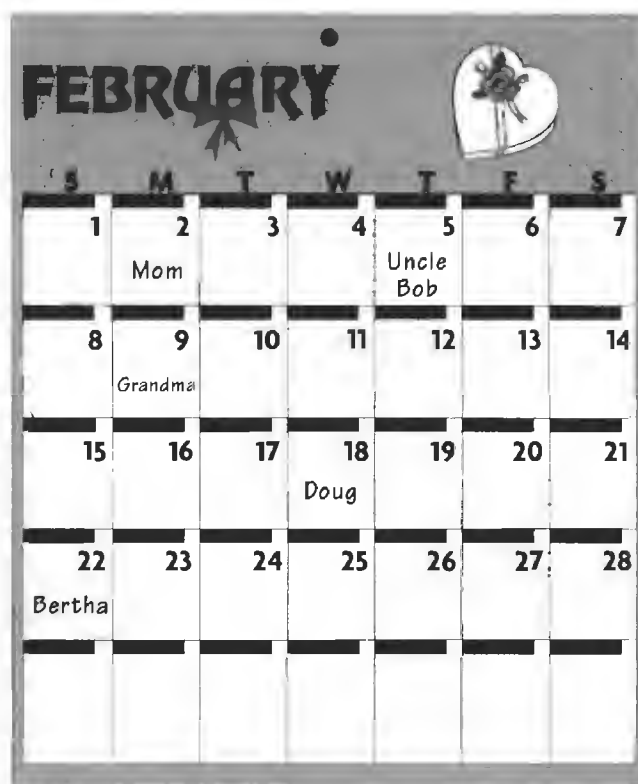 FEBRUARY
S M T W T F S
1 2 3 4 5 6 7
Mom Uncle
Bob
8 9 10 11 12 13 14
Grandma
15 16 17 18 19 20 21
Doug
22 23 24 25 26 27 28
Bertha